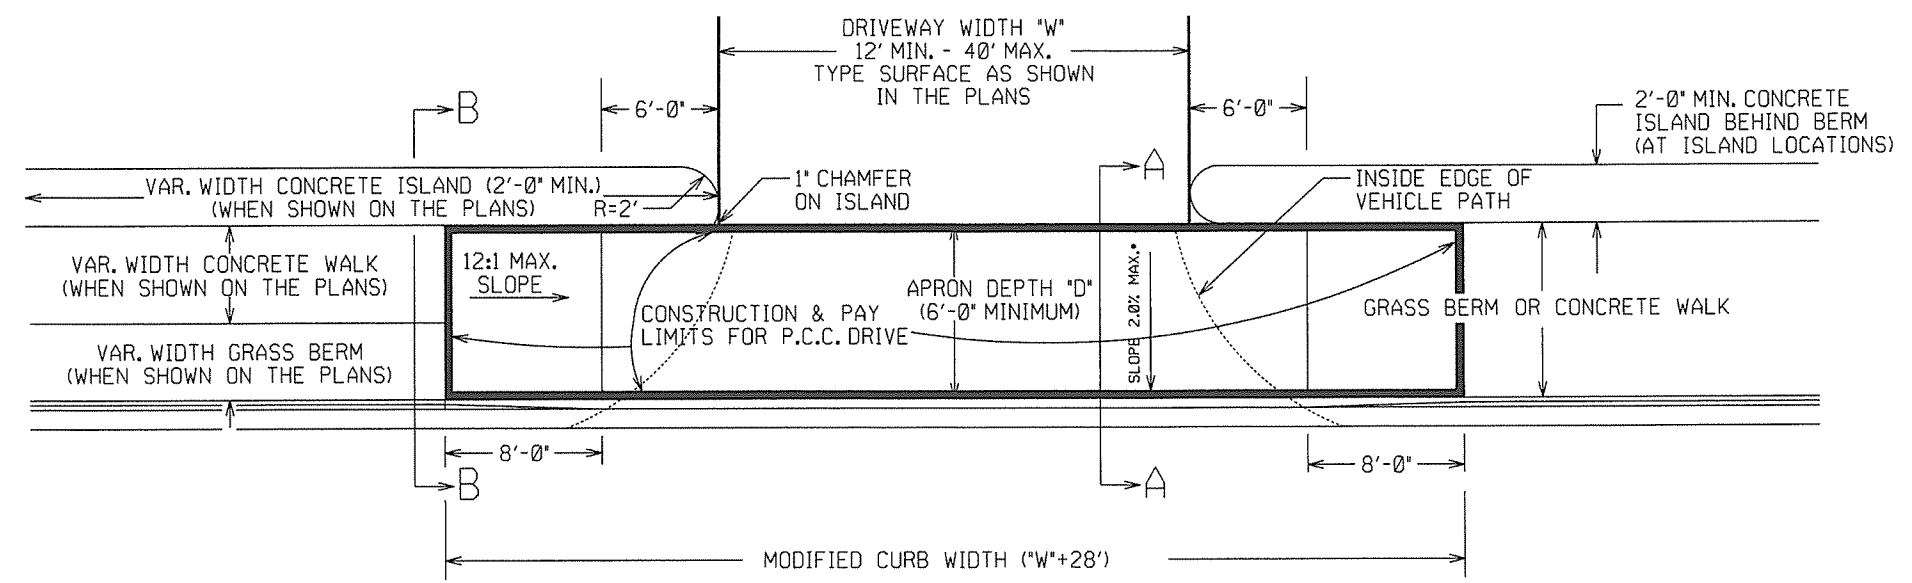 DRIVEWAY WIDTH "W"
12' MIN. - 40' MAX.
TYPE SURFACE AS SHOWN
IN THE PLANS
B
6'-0"
6'-0"
2'-0" MIN. CONCRETE
ISLAND BEHIND BERM
(AT ISLAND LOCATIONS)
A
VAR. WIDTH CONCRETE ISLAND (2'-0" MIN.)
(WHEN SHOWN ON THE PLANS)
R=2'
1" CHAMFER
ON ISLAND
INSIDE EDGE OF
VEHICLE PATH
VAR. WIDTH CONCRETE WALK
(WHEN SHOWN ON THE PLANS)
12:1 MAX.
SLOPE
CONSTRUCTION & PAY
LIMITS FOR P.C.C. DRIVE
APRON DEPTH "D"
(6'-0" MINIMUM)
SLOPE 2.0% MAX.*
GRASS BERM OR CONCRETE WALK
VAR. WIDTH GRASS BERM
(WHEN SHOWN ON THE PLANS)
8'-0"
8'-0"
B
A
MODIFIED CURB WIDTH ("W"+28')